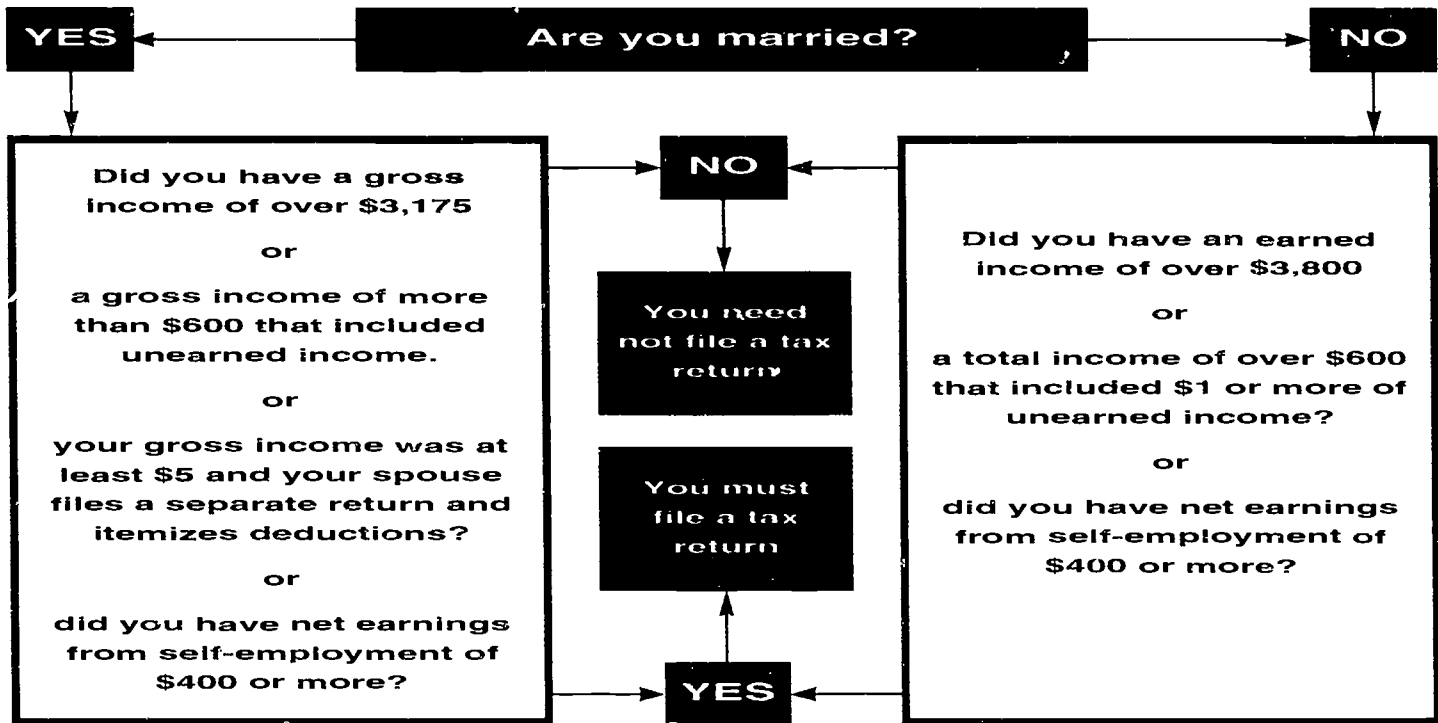 YES
Are you married?
NO
Did you have a gross
income of over $3,175
or
a gross income of more
than $600 that included
unearned income.
or
your gross income was at
least $5 and your spouse
files a separate return and
itemizes deductions?
or
did you have net earnings
from self-employment of
$400 or more?
NO
You need
not file a tax
return
You must
file a tax
return
YES
Did you have an earned
income of over $3,800
or
a total income of over $600
that included $1 or more of
unearned income?
or
did you have net earnings
from self-employment of
$400 or more?